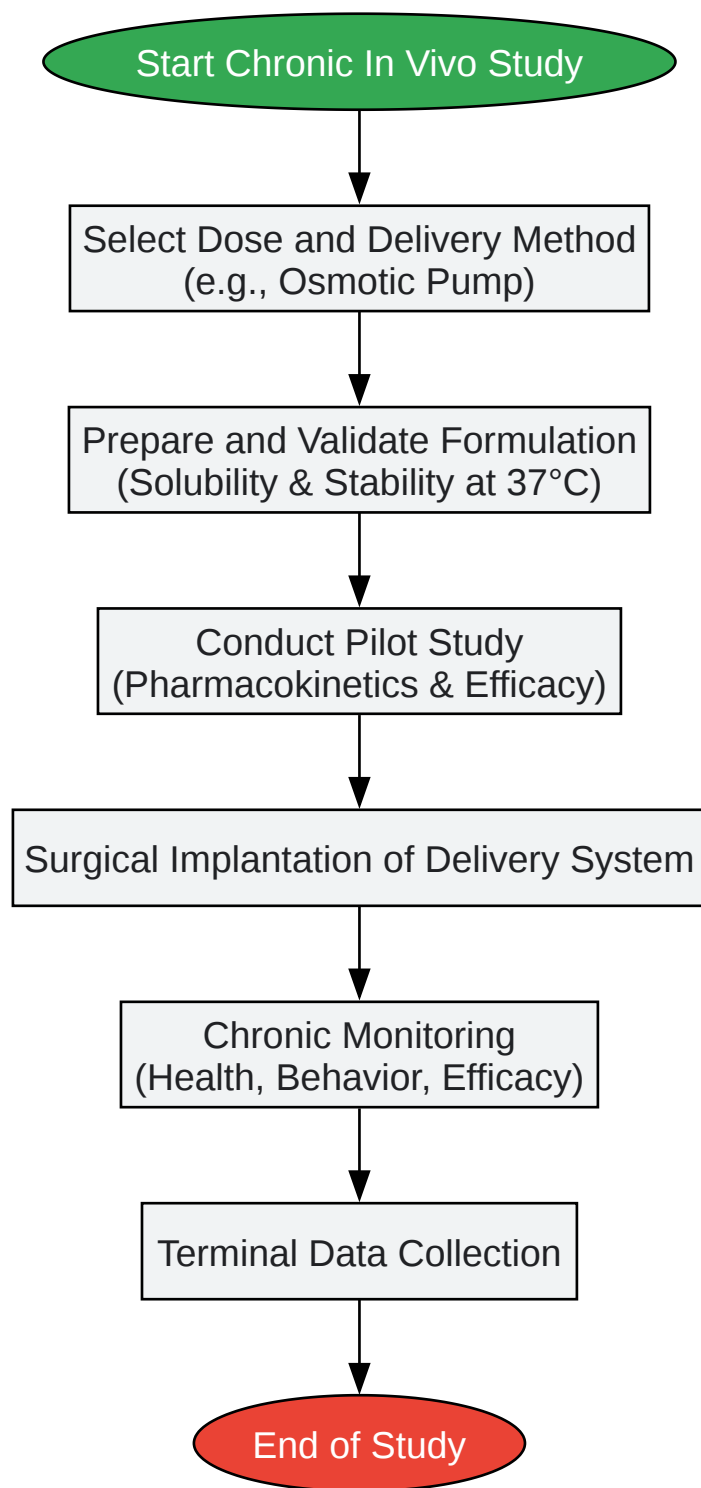 Start Chronic In Vivo Study
Select Dose and Delivery Method
(e.g., Osmotic Pump)
Prepare and Validate Formulation
(Solubility & Stability at 37°C)
Conduct Pilot Study
(Pharmacokinetics & Efficacy)
Surgical Implantation of Delivery System
Chronic Monitoring
(Health, Behavior, Efficacy)
Terminal Data Collection
End of Study